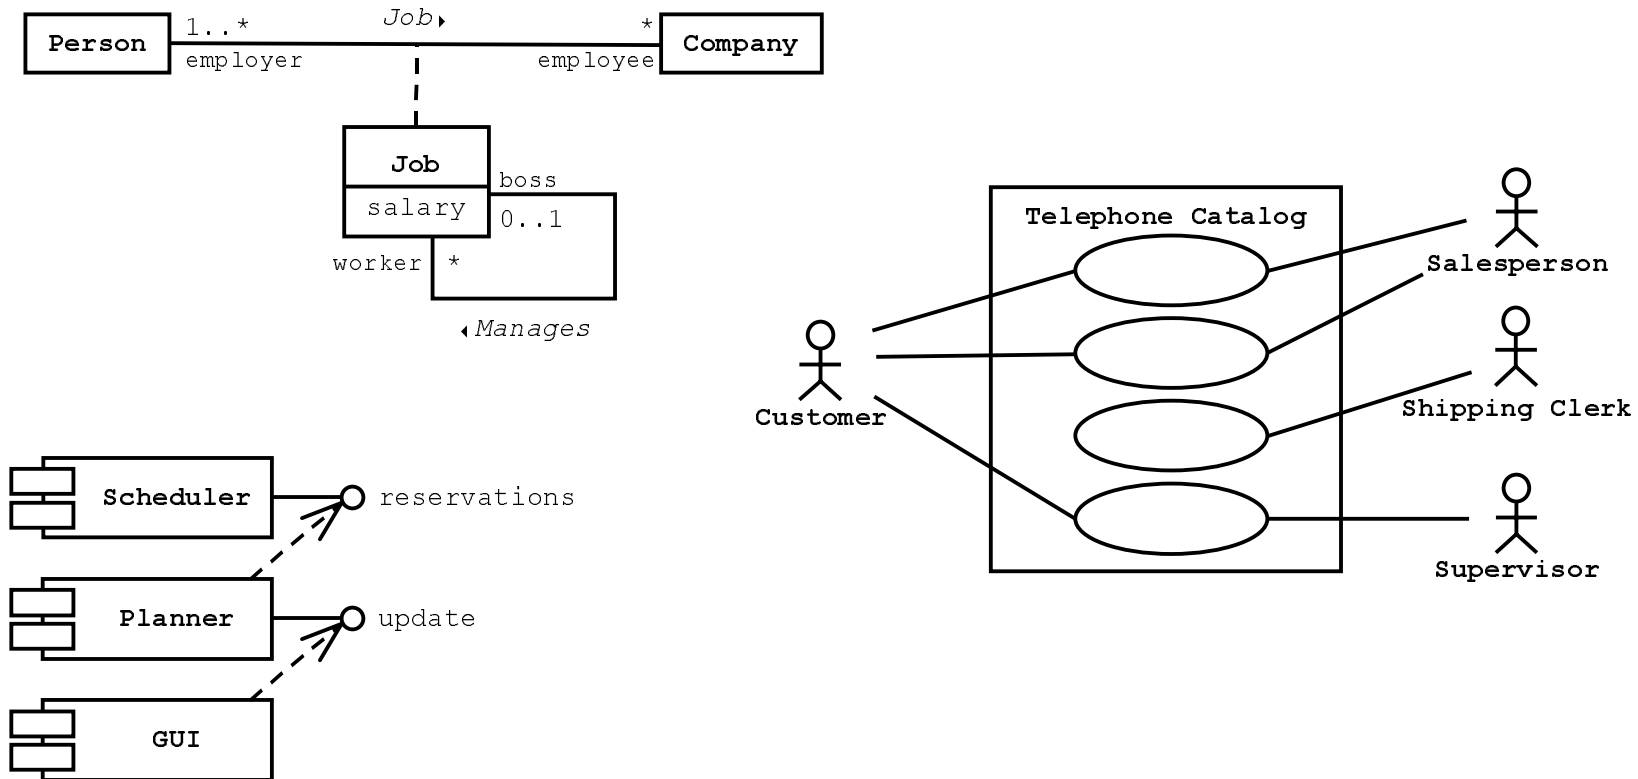 Person
1..*
Job
*
Company
employer
employee
Job
salary
boss
0..1
worker *
Manages
Telephone Catalog
Salesperson
Customer
Shipping Clerk
Supervisor
Scheduler
reservations
Planner
update
GUI